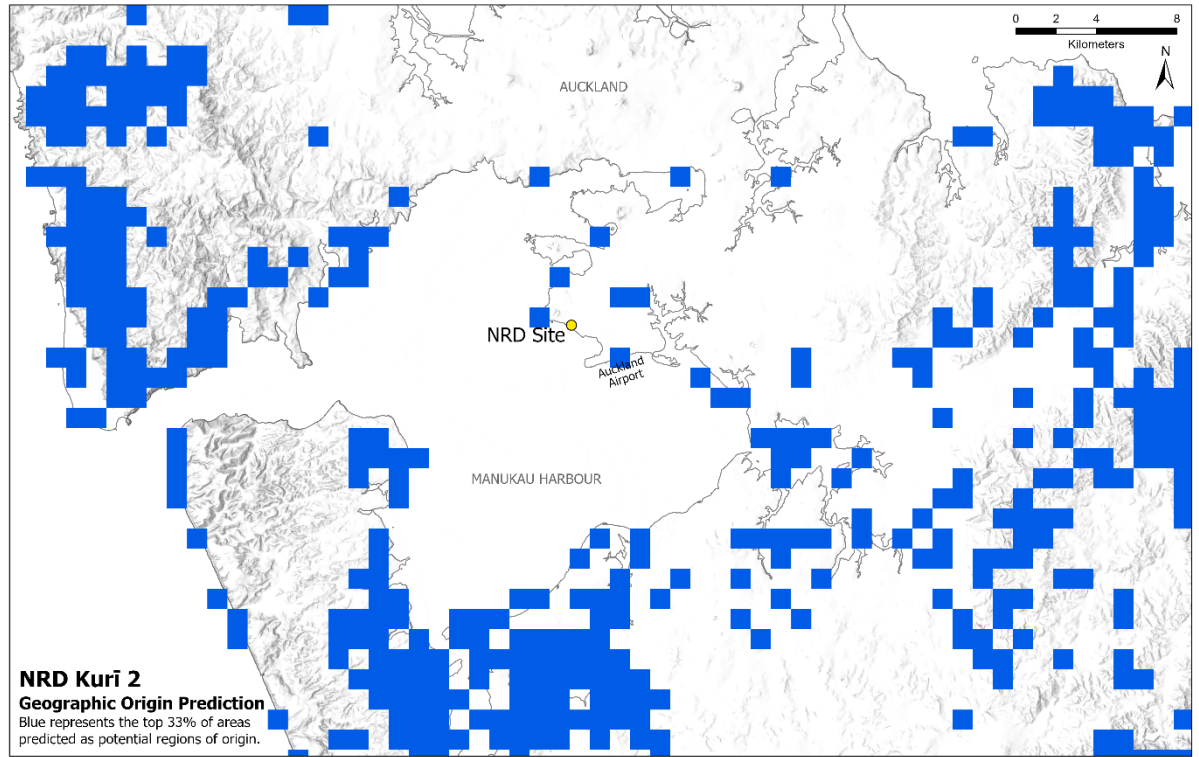 0 2 4 8
Kilometers
N
AUCKLAND
NRD Site
Auckland
Airport
MANUKAU HARBOUR
NRD Kurī 2
Geographic Origin Prediction
Blue represents the top 33% of areas
predicted as potential regions of origin.